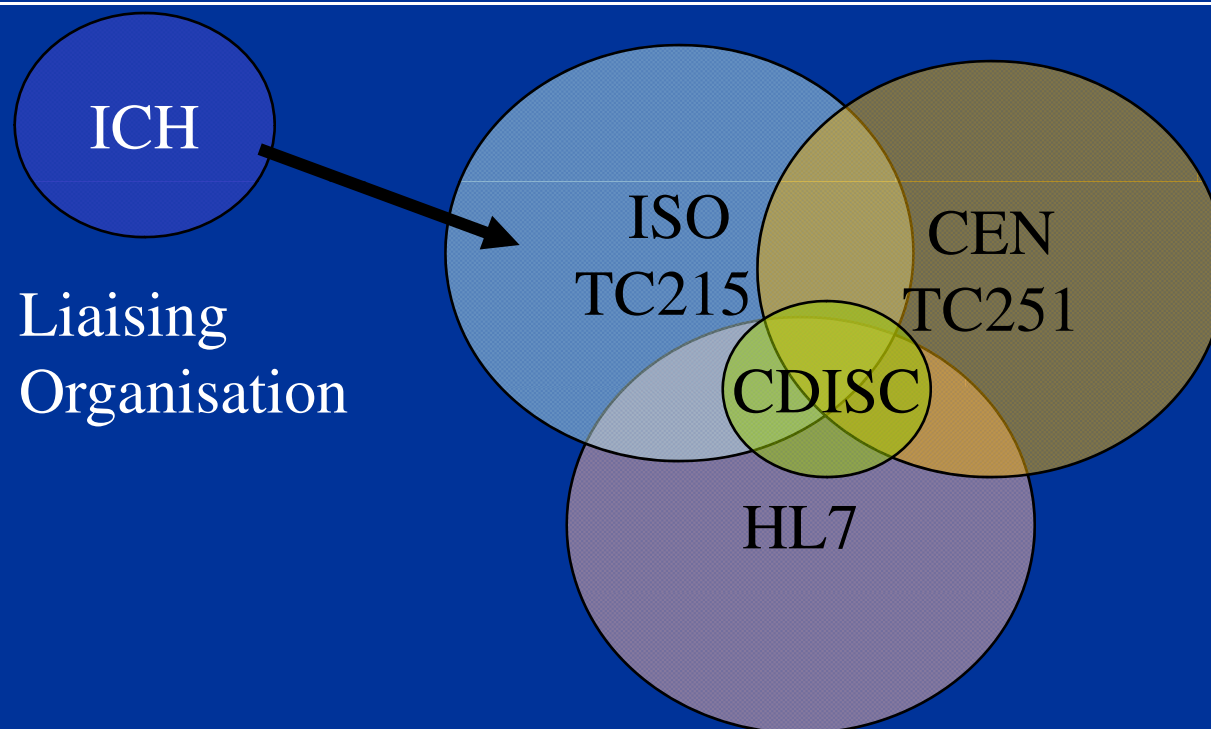 ICH
Liaising
Organisation
ISO
TC215
CEN
TC251
CDISC
HL7